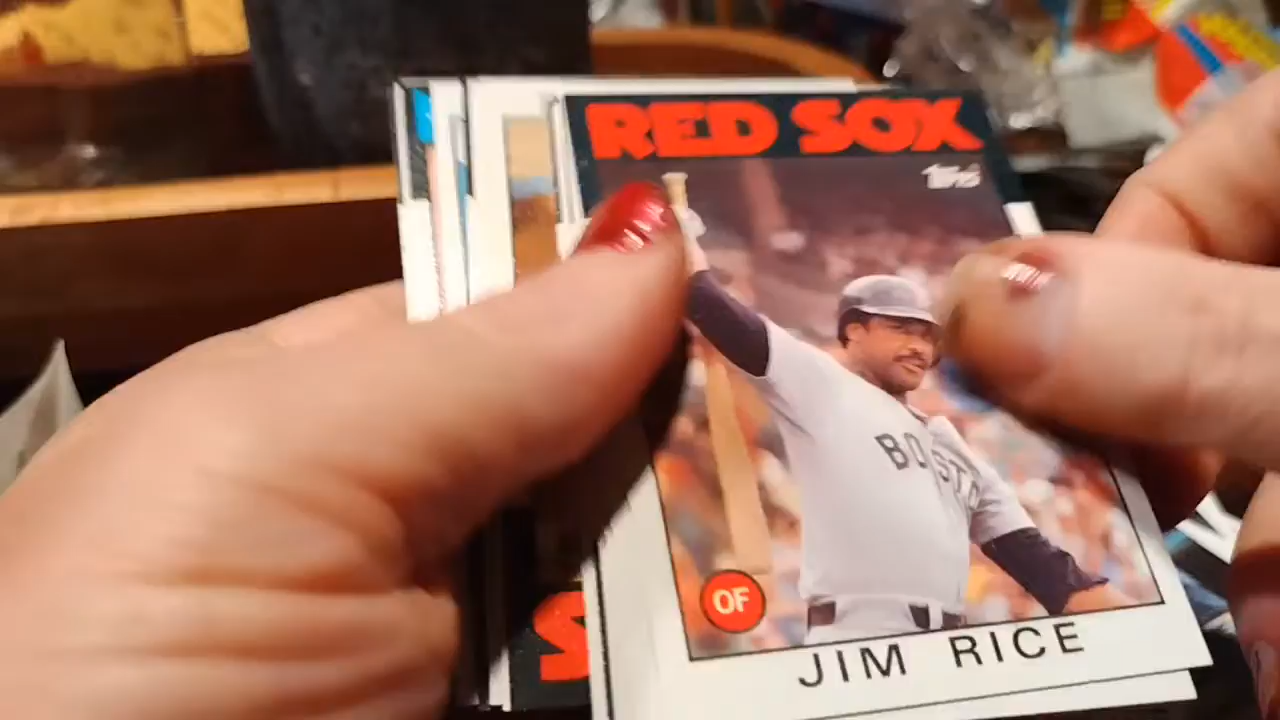 RED SOX
Topps
BOSTON
OF
JIM RICE
S